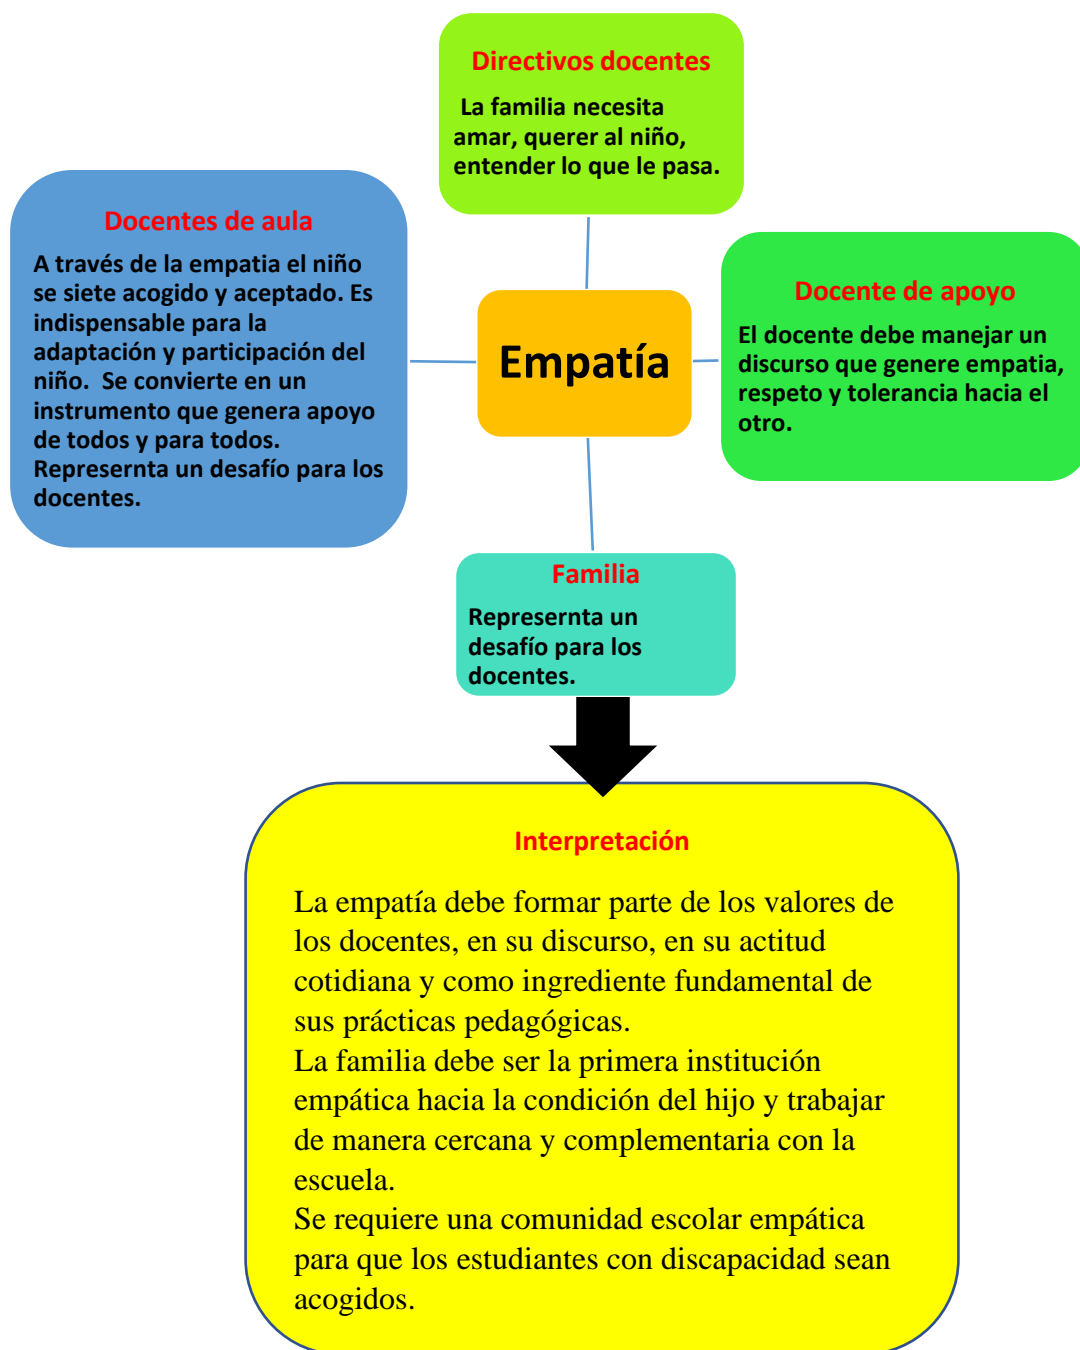 Directivos docentes
La familia necesita
amar, querer al niño,
entender lo que le pasa.
Docentes de aula
A través de la empatia el niño
se siete acogido y aceptado. Es
indispensable para la
adaptación y participación del
niño. Se convierte en un
instrumento que genera apoyo
de todos y para todos.
Represernta un desafío para los
docentes.
Empatía
Docente de apoyo
El docente debe manejar un
discurso que genere empatia,
respeto y tolerancia hacia el
otro.
Familia
Represernta un
desafío para los
docentes.
Interpretación
La empatía debe formar parte de los valores de
los docentes, en su discurso, en su actitud
cotidiana y como ingrediente fundamental de
sus prácticas pedagógicas.
La familia debe ser la primera institución
empática hacia la condición del hijo y trabajar
de manera cercana y complementaria con la
escuela.
Se requiere una comunidad escolar empática
para que los estudiantes con discapacidad sean
acogidos.